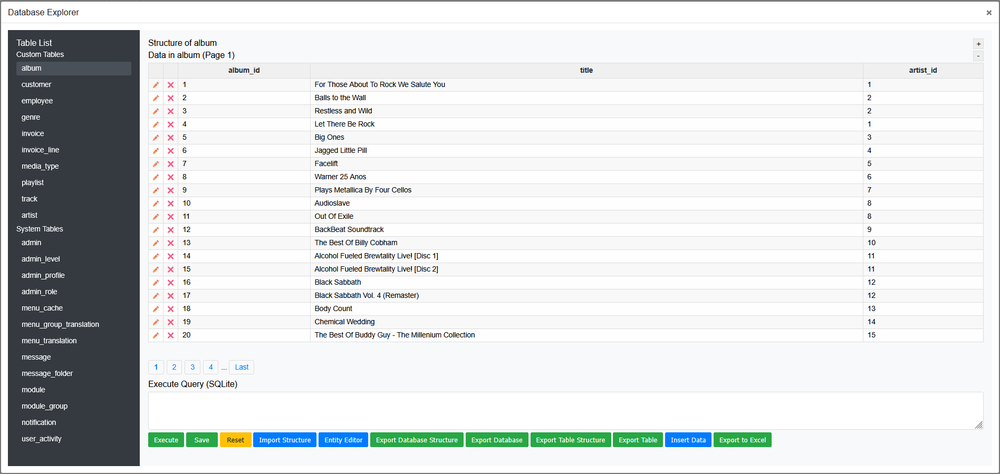 Database Explorer ×
Table List
Custom Tables
album
customer
employee
genre
invoice
invoice_line
media_type
playlist
track
artist
System Tables
admin
admin_level
admin_profile
admin_role
menu_cache
menu_group_translation
menu_translation
message
message_folder
module
module_group
notification
user_activity
Structure of album +
Data in album (Page 1) -
album_id title artist_id
1 For Those About To Rock We Salute You 1
2 Balls to the Wall 2
3 Restless and Wild 2
4 Let There Be Rock 1
5 Big Ones 3
6 Jagged Little Pill 4
7 Facelift 5
8 Warner 25 Anos 6
9 Plays Metallica By Four Cellos 7
10 Audioslave 8
11 Out Of Exile 8
12 BackBeat Soundtrack 9
13 The Best Of Billy Cobham 10
14 Alcohol Fueled Brewtality Live! [Disc 1] 11
15 Alcohol Fueled Brewtality Live! [Disc 2] 11
16 Black Sabbath 12
17 Black Sabbath Vol. 4 (Remaster) 12
18 Body Count 13
19 Chemical Wedding 14
20 The Best Of Buddy Guy - The Millenium Collection 15
1 2 3 4 ... Last
Execute Query (SQLite)
Execute Save Reset Import Structure Entity Editor Export Database Structure Export Database Export Table Structure Export Table Insert Data Export to Excel